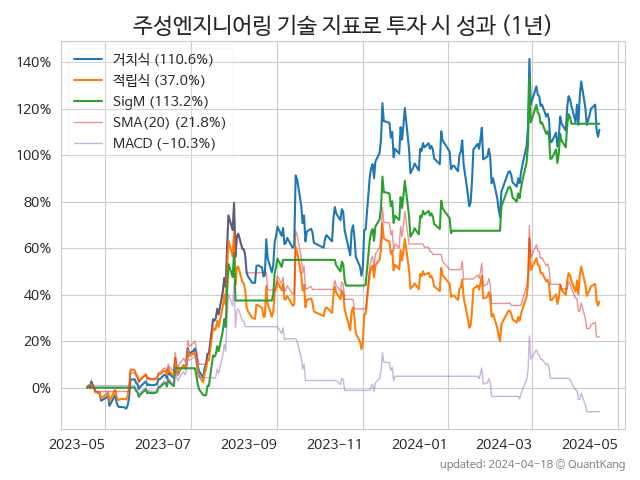 주성엔지니어링 기술 지표로 투자 시 성과 (1년)
거치식 (110.6%)
적립식 (37.0%)
SigM (113.2%)
SMA(20) (21.8%)
MACD (−10.3%)
140%
120%
100%
80%
60%
40%
20%
0%
2023-05 2023-07 2023-09 2023-11 2024-01 2024-03 2024-05
updated: 2024-04-18 © QuantKang